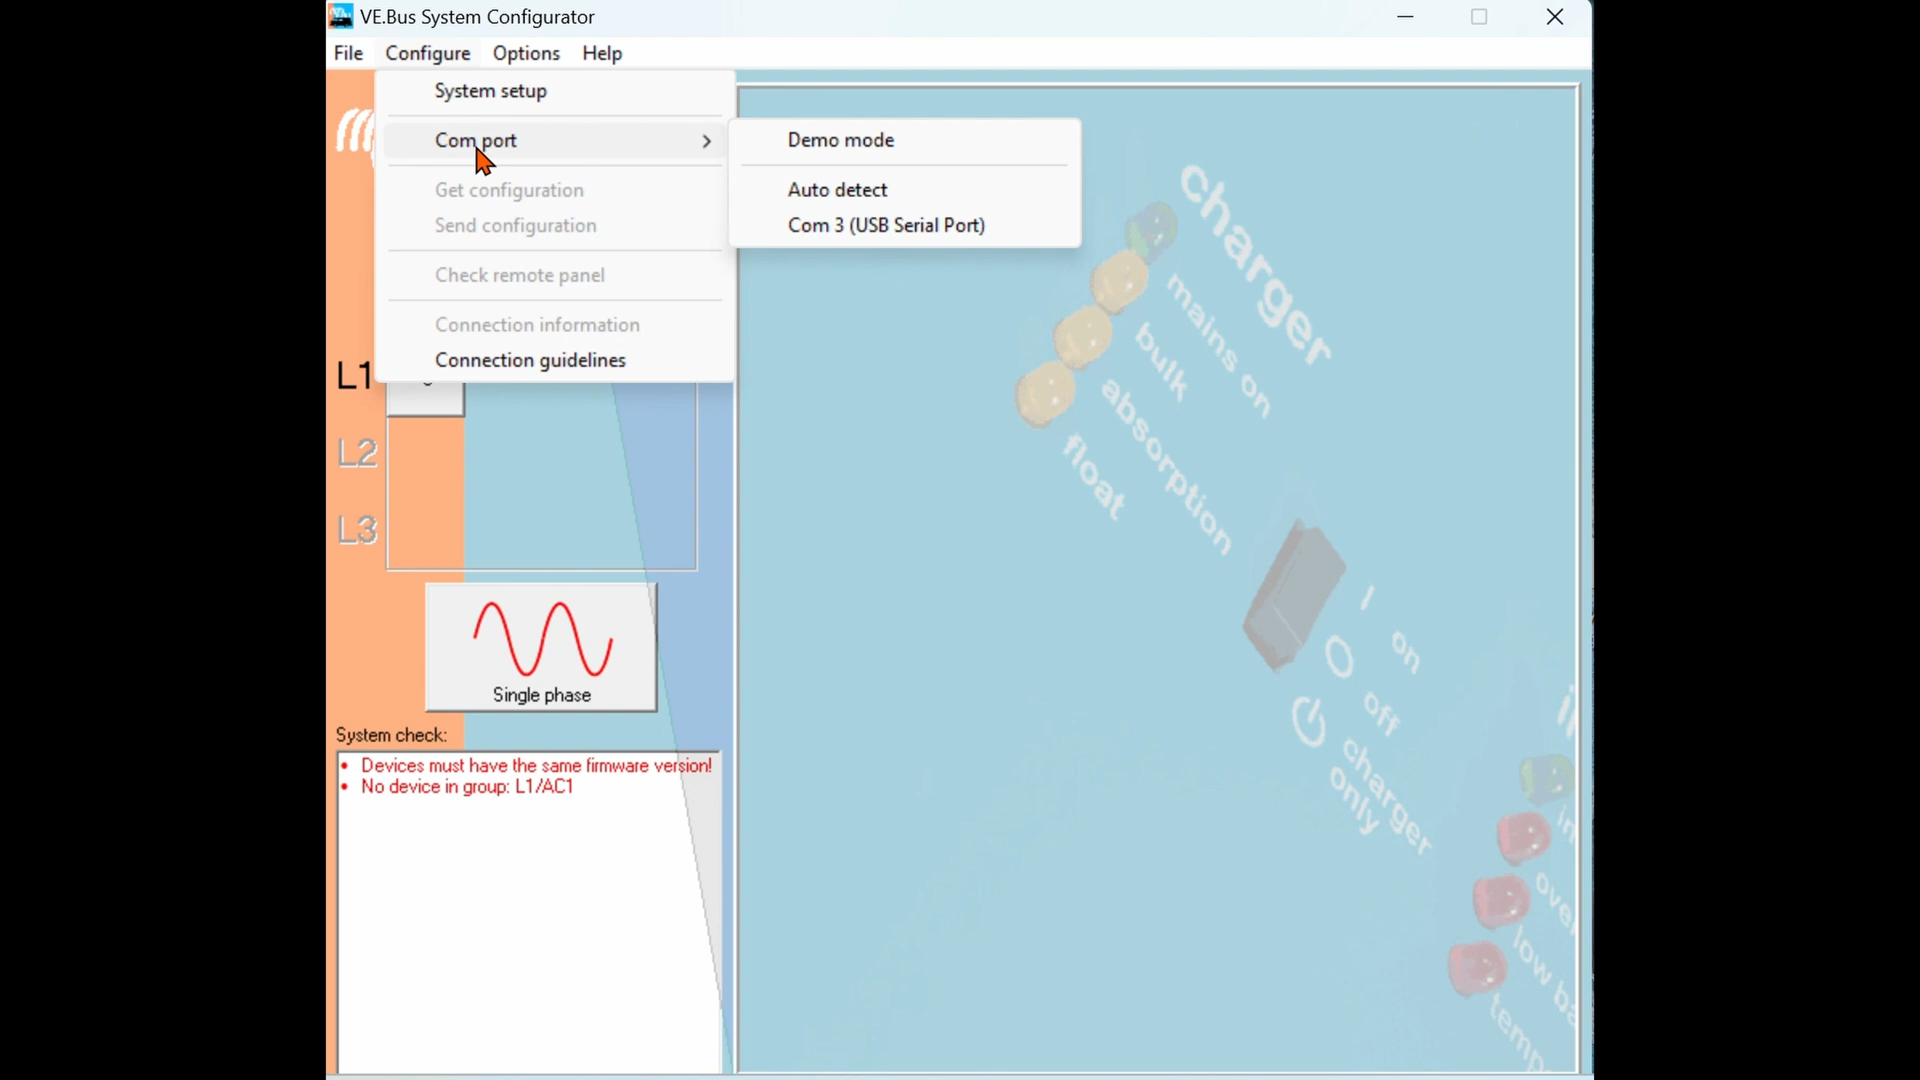 VE.Bus System Configurator
File Configure Options Help
System setup
Com port
Get configuration
Send configuration
Check remote panel
Connection information
Connection guidelines
Demo mode
Auto detect
Com 3 (USB Serial Port)
L1
L2
L3
Single phase
System check:
• Devices must have the same firmware version!
• No device in group: L1/AC1
charger
mains on
bulk
absorption
float
I on
O off
charger
only
low
temp